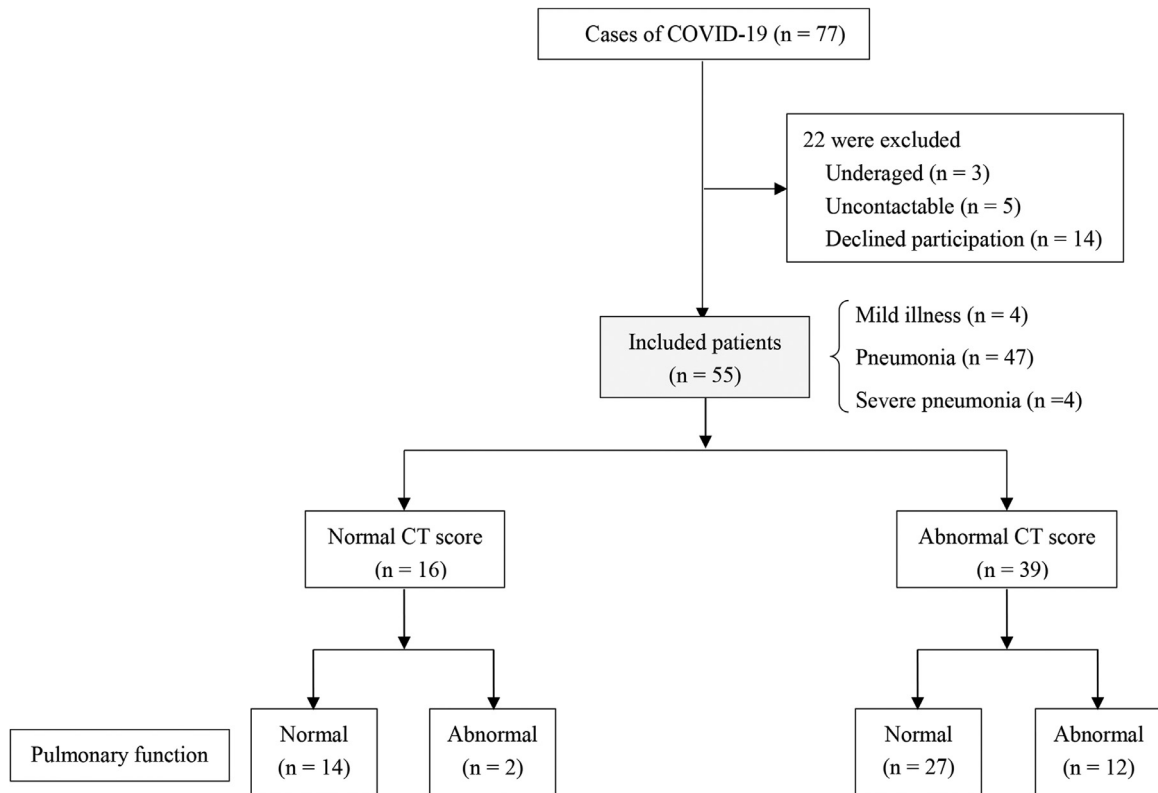 Cases of COVID-19 (n = 77)
22 were excluded
Underaged (n = 3)
Uncontactable (n = 5)
Declined participation (n = 14)
Included patients
(n = 55)
Mild illness (n = 4)
Pneumonia (n = 47)
Severe pneumonia (n =4)
Normal CT score
(n = 16)
Abnormal CT score
(n = 39)
Pulmonary function
Normal
(n = 14)
Abnormal
(n = 2)
Normal
(n = 27)
Abnormal
(n = 12)